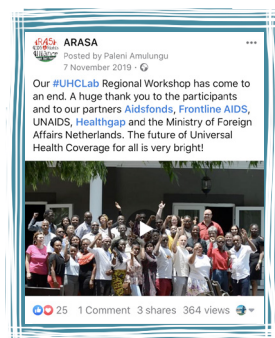 ARASA
Posted by Paleni Amulungu
7 November 2019 ·
Our #UHCLab Regional Workshop has come to
an end. A huge thank you to the participants
and to our partners Aidsfonds, Frontline AIDS,
UNAIDS, Healthgap and the Ministry of Foreign
Affairs Netherlands. The future of Universal
Health Coverage for all is very bright!
25 1 Comment 3 shares 364 views